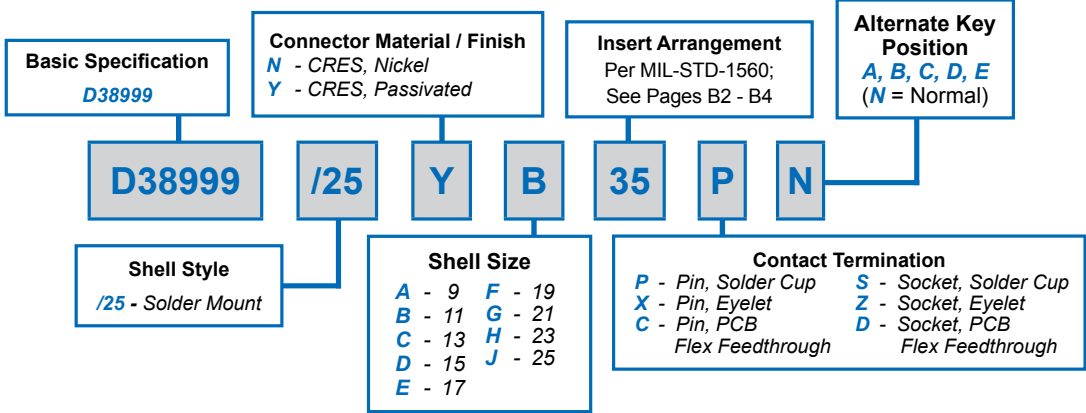 Basic Specification
D38999
Connector Material / Finish
N - CRES, Nickel
Y - CRES, Passivated
Insert Arrangement
Per MIL-STD-1560;
See Pages B2 - B4
Alternate Key
Position
A, B, C, D, E
(N = Normal)
D38999 /25 Y B 35 P N
Shell Style
/25 - Solder Mount
Shell Size
A - 9 F - 19
B - 11 G - 21
C - 13 H - 23
D - 15 J - 25
E - 17
Contact Termination
P - Pin, Solder Cup S - Socket, Solder Cup
X - Pin, Eyelet Z - Socket, Eyelet
C - Pin, PCB D - Socket, PCB
Flex Feedthrough Flex Feedthrough